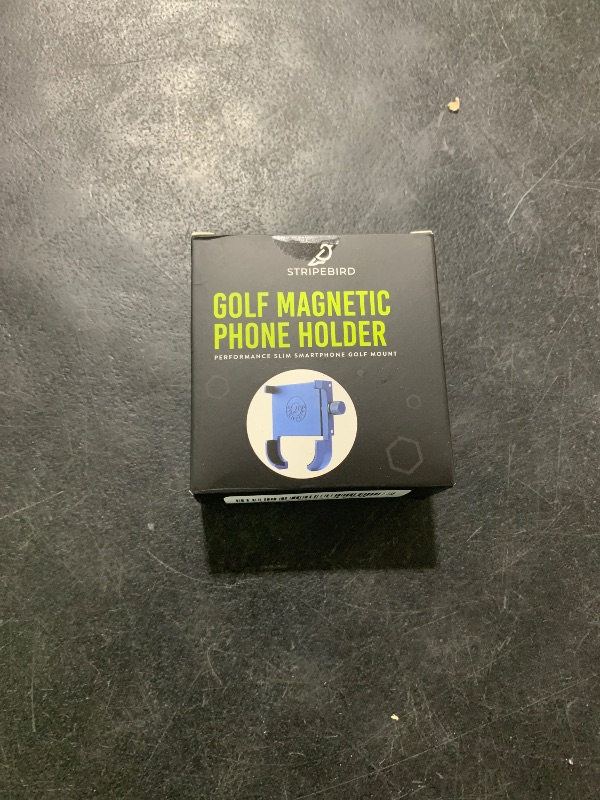 STRIPEBIRD
GOLF MAGNETIC
PHONE HOLDER
PERFORMANCE SLIM SMARTPHONE GOLF MOUNT